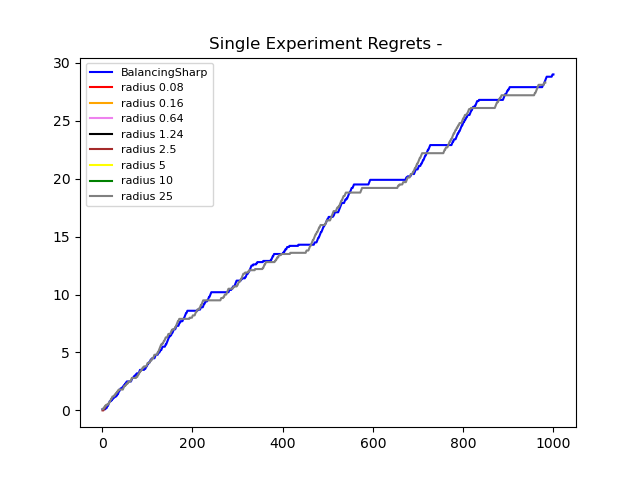 Single Experiment Regrets -
30
25
20
15
10
5
0
BalancingSharp
radius 0.08
radius 0.16
radius 0.64
radius 1.24
radius 2.5
radius 5
radius 10
radius 25
0 200 400 600 800 1000